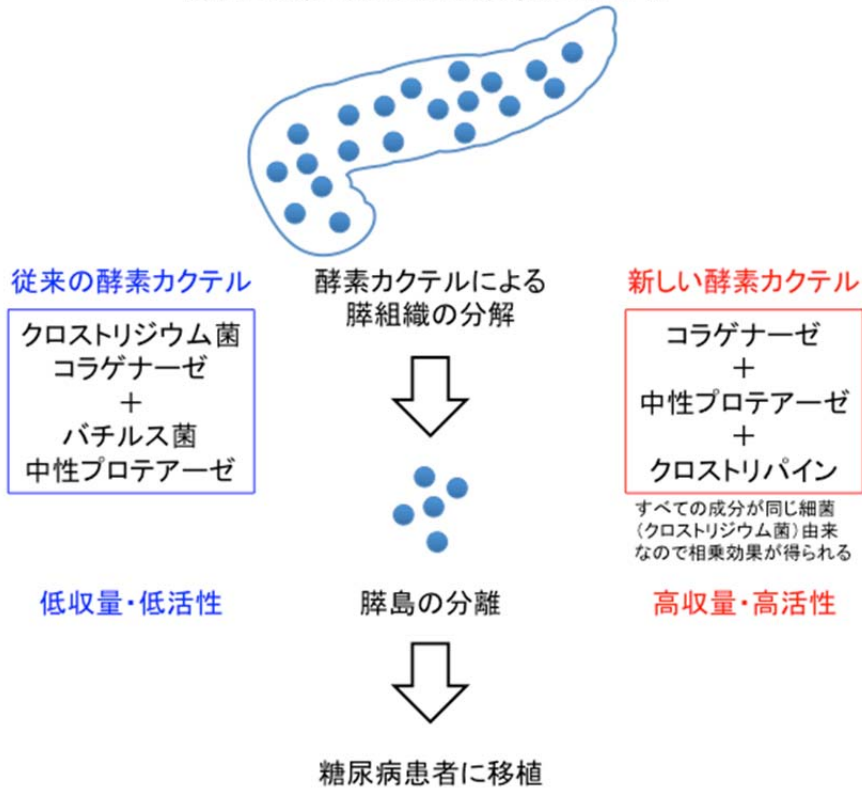 従来の酵素カクテル
クロストリジウム菌
コラゲナーゼ
+
バチルス菌
中性プロテアーゼ
低収量・低活性
酵素カクテルによる
膵組織の分解
膵島の分離
糖尿病患者に移植
新しい酵素カクテル
コラゲナーゼ
+
中性プロテアーゼ
+
クロストリパイン
すべての成分が同じ細菌
(クロストリジウム菌)由来
なので相乗効果が得られる
高収量・高活性